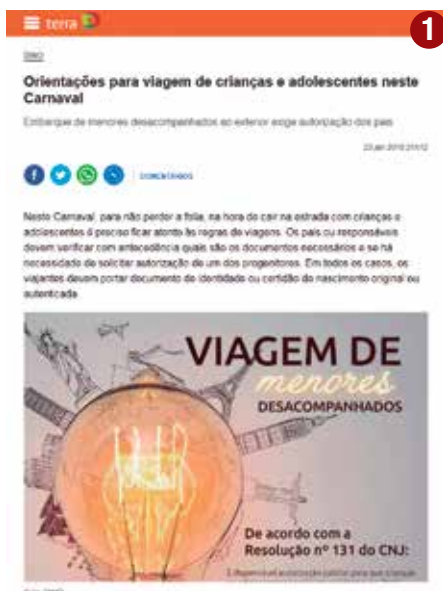 terra
1
DINO
Orientações para viagem de crianças e adolescentes neste
Carnaval
Embarque de menores desacompanhados ao exterior exige autorização dos pais
COMENTÁRIOS
Neste Carnaval, para não perder a folia, na hora de cair na estrada com crianças e
adolescentes é preciso ficar atento às regras de viagens. Os pais ou responsáveis
devem verificar com antecedência quais são os documentos necessários e se há
necessidade de solicitar autorização de um dos progenitores. Em todos os casos, os
viajantes devem portar documento de identidade ou certidão de nascimento original ou
autenticada.
VIAGEM DE
menores
DESACOMPANHADOS
De acordo com a
Resolução nº 131 do CNJ: